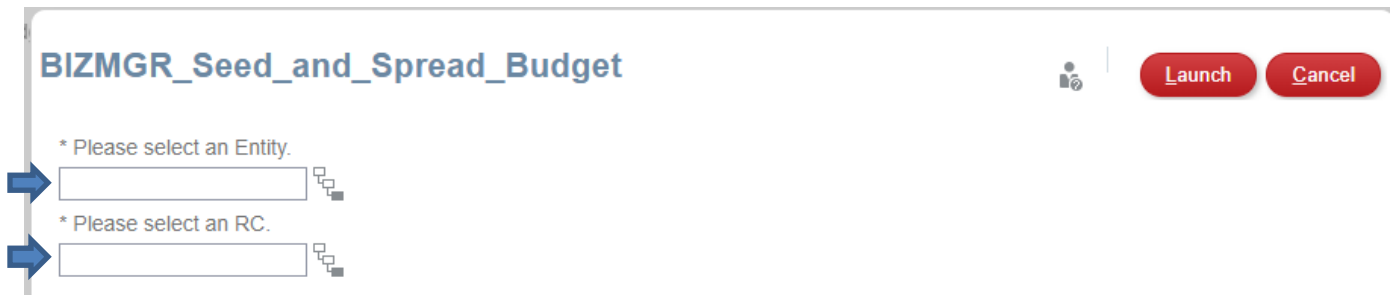 BIZMGR_Seed_and_Spread_Budget
Launch Cancel
* Please select an Entity.
* Please select an RC.